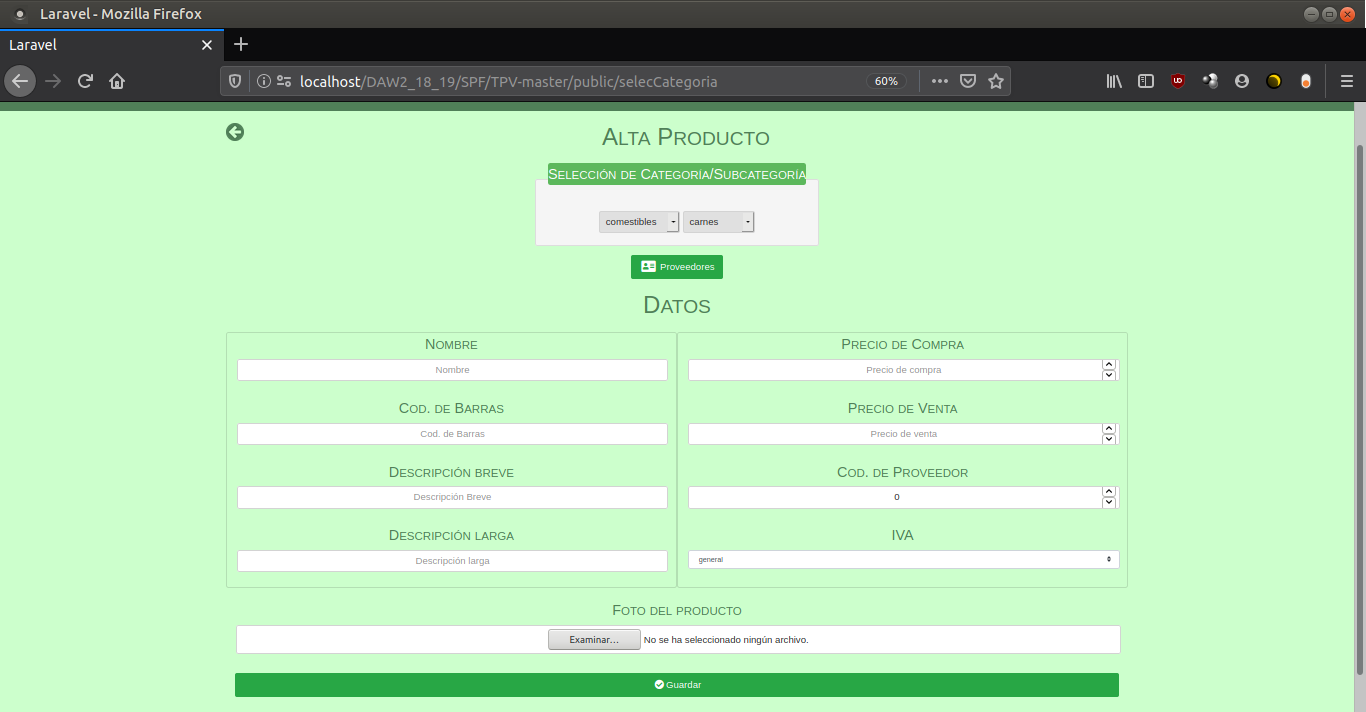 Laravel - Mozilla Firefox
Laravel
localhost/DAW2_18_19/SPF/TPV-master/public/selecCategoria 60%
Alta Producto
Selección de Categoría/Subcategoría
comestibles carnes
Proveedores
Datos
Nombre
Nombre
Cod. de Barras
Cod. de Barras
Descripción breve
Descripción Breve
Descripción larga
Descripción larga
Precio de Compra
Precio de compra
Precio de Venta
Precio de venta
Cod. de Proveedor
0
IVA
general
Foto del producto
Examinar... No se ha seleccionado ningún archivo.
Guardar